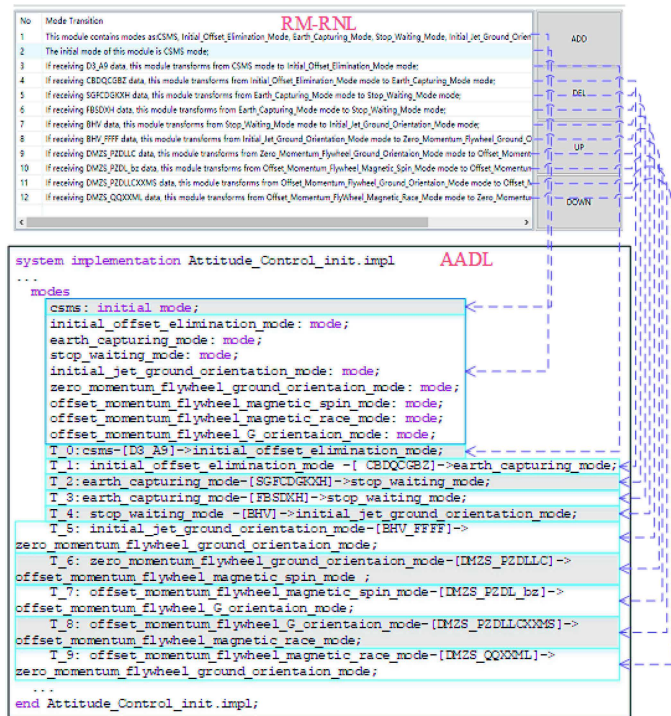 RM-RNL
No Mode Transition
1 This module contains modes as:CSMS, Initial_Offset_Elimination_Mode, Earth_Capturing_Mode, Stop_Waiting_Mode, Initial_Jet_Ground_Orien
2 The initial mode of this module is CSMS mode;
3 If receiving D3_A9 data, this module transforms from CSMS mode to Initial_Offset_Elimination_Mode mode;
4 If receiving CBDQCGBZ data, this module transforms from Initial_Offset_Elimination_Mode mode to Earth_Capturing_Mode mode;
5 If receiving SGFCDGKXH data, this module transforms from Earth_Capturing_Mode mode to Stop_Waiting_Mode mode;
6 If receiving FBSDXH data, this module transforms from Earth_Capturing_Mode mode to Stop_Waiting_Mode mode;
7 If receiving BHV data, this module transforms from Stop_Waiting_Mode mode to Initial_Jet_Ground_Orientation_Mode mode;
8 If receiving BHV_FFFF data, this module transforms from Initial_Jet_Ground_Orientation_Mode mode to Zero_Momentum_Flywheel_Ground_O
9 If receiving DMZS_PZDLLC data, this module transforms from Zero_Momentum_Flywheel_Ground_Orientaion_Mode mode to Offset_Moment
10 If receiving DMZS_PZDL_bz data, this module transforms from Offset_Momentum_Flywheel_Magnetic_Spin_Mode mode to Offset_Momentum
11 If receiving DMZS_PZDLLCXXMS data, this module transforms from Offset_Momentum_Flywheel_Ground_Orientaion_Mode mode to Offset_M
12 If receiving DMZS_QQXXML data, this module transforms from Offset_Momentum_FlyWheel_Magnetic_Race_Mode mode to Zero_Momentu
ADD
DEL
UP
DOWN
system implementation Attitude_Control_init.impl
AADL
...
modes
csms: initial mode;
initial_offset_elimination_mode: mode;
earth_capturing_mode: mode;
stop_waiting_mode: mode;
initial_jet_ground_orientation_mode: mode;
zero_momentum_flywheel_ground_orientaion_mode: mode;
offset_momentum_flywheel_magnetic_spin_mode: mode;
offset_momentum_flywheel_magnetic_race_mode: mode;
offset_momentum_flywheel_G_orientaion_mode: mode;
T_0:csms-[D3_A9]->initial_offset_elimination_mode;
T_1: initial_offset_elimination_mode -[ CBDQCGBZ]->earth_capturing_mode;
T_2:earth_capturing_mode-[SGFCDGKXH]->stop_waiting_mode;
T_3:earth_capturing_mode-[FBSDXH]->stop_waiting_mode;
T_4: stop_waiting_mode -[BHV]->initial_jet_ground_orientation_mode;
T_5: initial_jet_ground_orientation_mode-[BHV_FFFF]->
zero_momentum_flywheel_ground_orientaion_mode;
T_6: zero_momentum_flywheel_ground_orientation_mode-[DMZS_PZDLLC]->
offset_momentum_flywheel_magnetic_spin_mode ;
T_7: offset_momentum_flywheel_magnetic_spin_mode-[DMZS_PZDL_bz]->
offset_momentum_flywheel_G_orientaion_mode;
T_8: offset_momentum_flywheel_G_orientaion_mode-[DMZS_PZDLLCXXMS]->
offset_momentum_flywheel_magnetic_race_mode;
T_9: offset_momentum_flywheel_magnetic_race_mode-[DMZS_QQXXML]->
zero_momentum_flywheel_ground_orientaion_mode;
...
end Attitude_Control_init.impl;